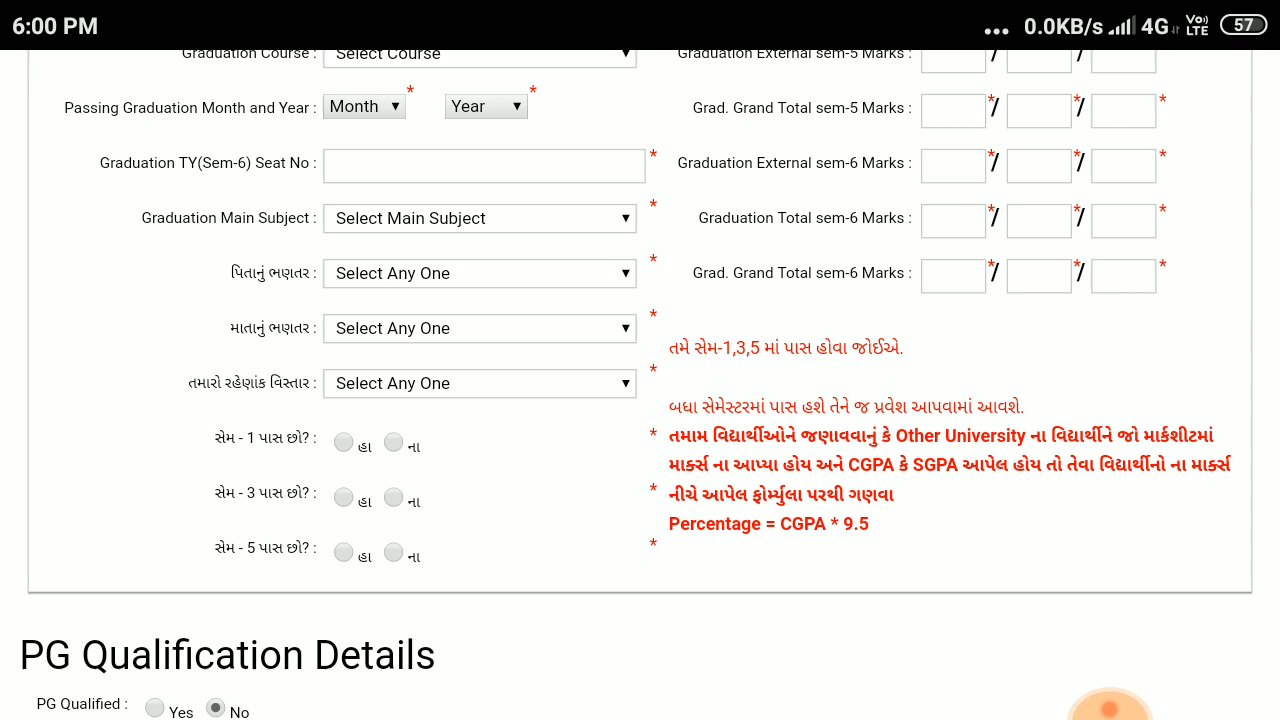 6:00 PM ... 0.0KB/s 4G Vo) LTE 57
Graduation Course : Select Course Graduation External sem-5 Marks : / /
Passing Graduation Month and Year : Month * Year * Grad. Grand Total sem-5 Marks : * / * / *
Graduation TY(Sem-6) Seat No : * Graduation External sem-6 Marks : * / * / *
Graduation Main Subject : Select Main Subject * Graduation Total sem-6 Marks : * / * / *
પિતાનું ભણતર : Select Any One * Grad. Grand Total sem-6 Marks : * / * / *
માતાનું ભણતર : Select Any One *
તમારો રહેણાંક વિસ્તાર : Select Any One *
સેમ - 1 પાસ છો? : હા ના *
સેમ - 3 પાસ છો? : હા ના *
સેમ - 5 પાસ છો? : હા ના *
તમે સેમ-1,3,5 માં પાસ હોવા જોઈએ.
બધા સેમેસ્ટરમાં પાસ હશે તેને જ પ્રવેશ આપવામાં આવશે.
તમામ વિદ્યાર્થીઓને જણાવવાનું કે Other University ના વિદ્યાર્થીને જો માર્કશીટમાં
માર્ક્સ ના આપ્યા હોય અને CGPA કે SGPA આપેલ હોય તો તેવા વિદ્યાર્થીનો ના માર્ક્સ
નીચે આપેલ ફોર્મ્યુલા પરથી ગણવા
Percentage = CGPA * 9.5
PG Qualification Details
PG Qualified : Yes No